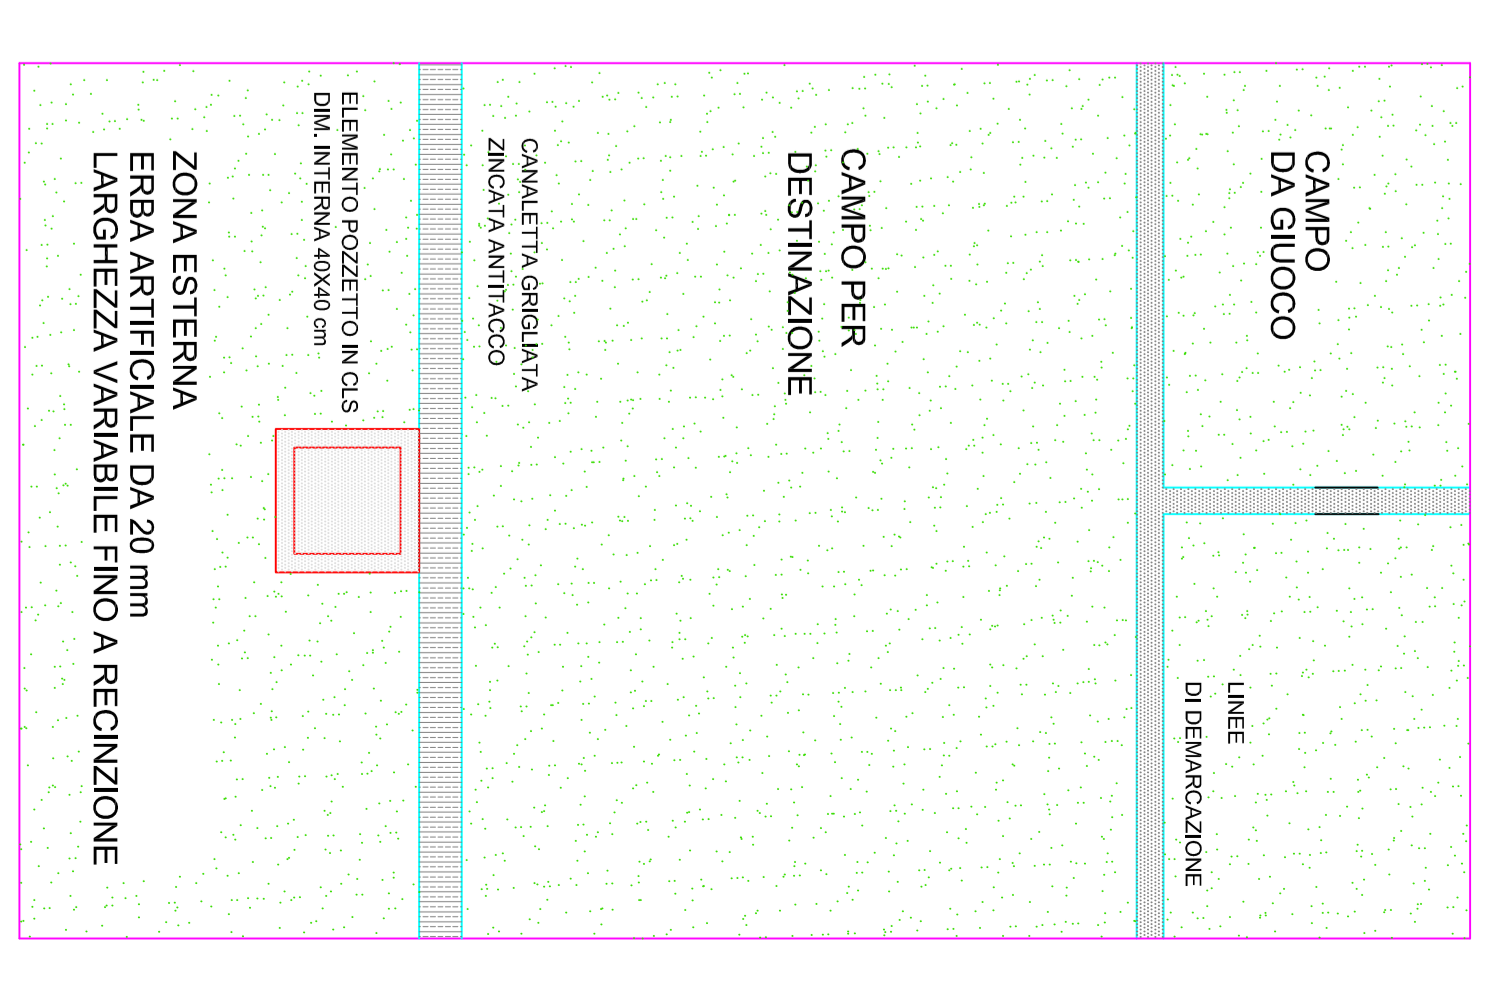 CAMPO
DA GIUOCO
LINEE
DI DEMARCAZIONE
CAMPO PER
DESTINAZIONE
CANALETTA GRIGLIATA
ZINCATA ANTITACCO
ELEMENTO POZZETTO IN CLS
DIM. INTERNA 40X40 cm
ZONA ESTERNA
ERBA ARTIFICIALE DA 20 mm
LARGHEZZA VARIABILE FINO A RECINZIONE